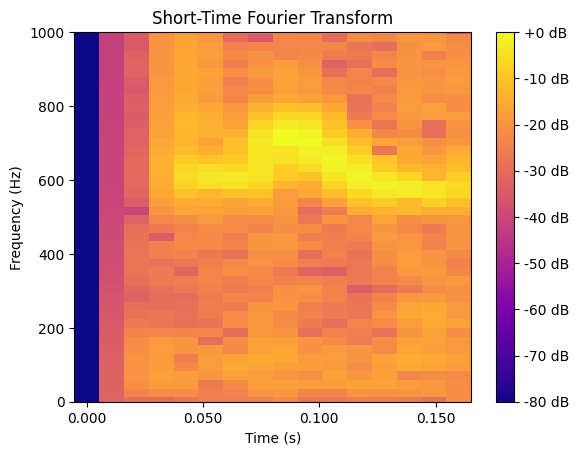 Short-Time Fourier Transform
1000
800
600
400
200
0
Frequency (Hz)
0.000
0.050
0.100
0.150
Time (s)
+0 dB
-10 dB
-20 dB
-30 dB
-40 dB
-50 dB
-60 dB
-70 dB
-80 dB